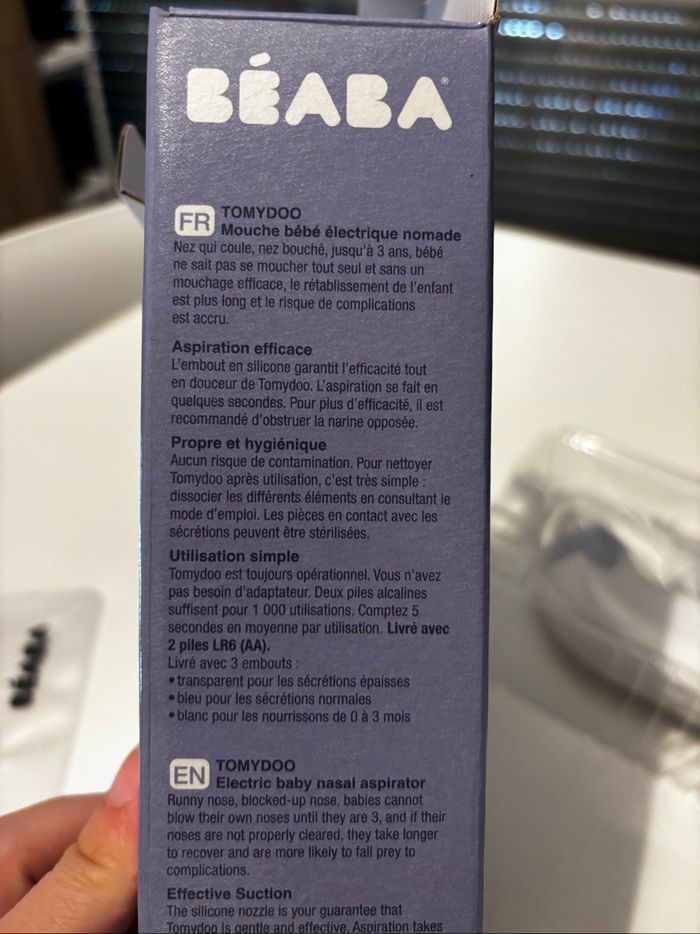 BÉABA®
FR
TOMYDOO
Mouche bébé électrique nomade
Nez qui coule, nez bouché, jusqu'à 3 ans, bébé
ne sait pas se moucher tout seul et sans un
mouchage efficace, le rétablissement de l'enfant
est plus long et le risque de complications
est accru.
Aspiration efficace
L'embout en silicone garantit l'efficacité tout
en douceur de Tomydoo. L'aspiration se fait en
quelques secondes. Pour plus d'efficacité, il est
recommandé d'obstruer la narine opposée.
Propre et hygiénique
Aucun risque de contamination. Pour nettoyer
Tomydoo après utilisation, c'est très simple :
dissocier les différents éléments en consultant le
mode d'emploi. Les pièces en contact avec les
sécrétions peuvent être stérilisées.
Utilisation simple
Tomydoo est toujours opérationnel. Vous n'avez
pas besoin d'adaptateur. Deux piles alcalines
suffisent pour 1 000 utilisations. Comptez 5
secondes en moyenne par utilisation. Livré avec
2 piles LR6 (AA).
Livré avec 3 embouts :
• transparent pour les sécrétions épaisses
• bleu pour les sécrétions normales
• blanc pour les nourrissons de 0 à 3 mois
EN
TOMYDOO
Electric baby nasal aspirator
Runny nose, blocked-up nose, babies cannot
blow their own noses until they are 3, and if their
noses are not properly cleared, they take longer
to recover and are more likely to fall prey to
complications.
Effective Suction
The silicone nozzle is your guarantee that
Tomydoo is gentle and effective. Aspiration takes
BÉABA